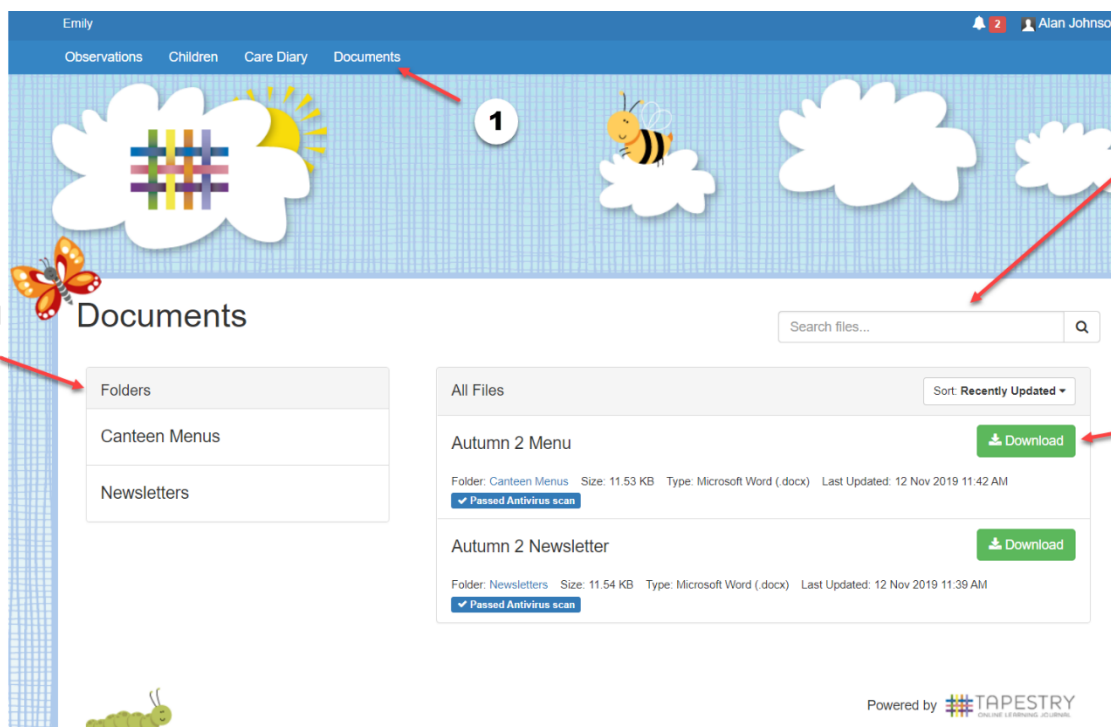 Emily
2 Alan Johnso
Observations Children Care Diary Documents
1
Documents
Search files...
Folders
Canteen Menus
Newsletters
All Files
Sort: Recently Updated
Autumn 2 Menu
Download
Folder: Canteen Menus Size: 11.53 KB Type: Microsoft Word (.docx) Last Updated: 12 Nov 2019 11:42 AM
Passed Antivirus scan
Autumn 2 Newsletter
Download
Folder: Newsletters Size: 11.54 KB Type: Microsoft Word (.docx) Last Updated: 12 Nov 2019 11:39 AM
Passed Antivirus scan
Powered by TAPESTRY
ONLINE LEARNING JOURNAL